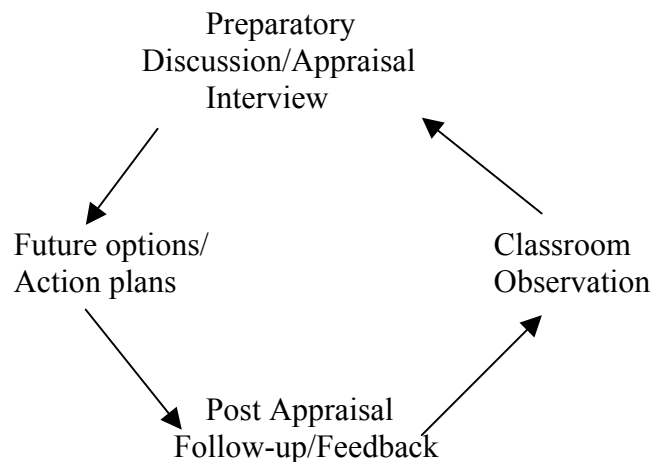 Preparatory
Discussion/Appraisal
Interview
Future options/
Action plans
Classroom
Observation
Post Appraisal
Follow-up/Feedback